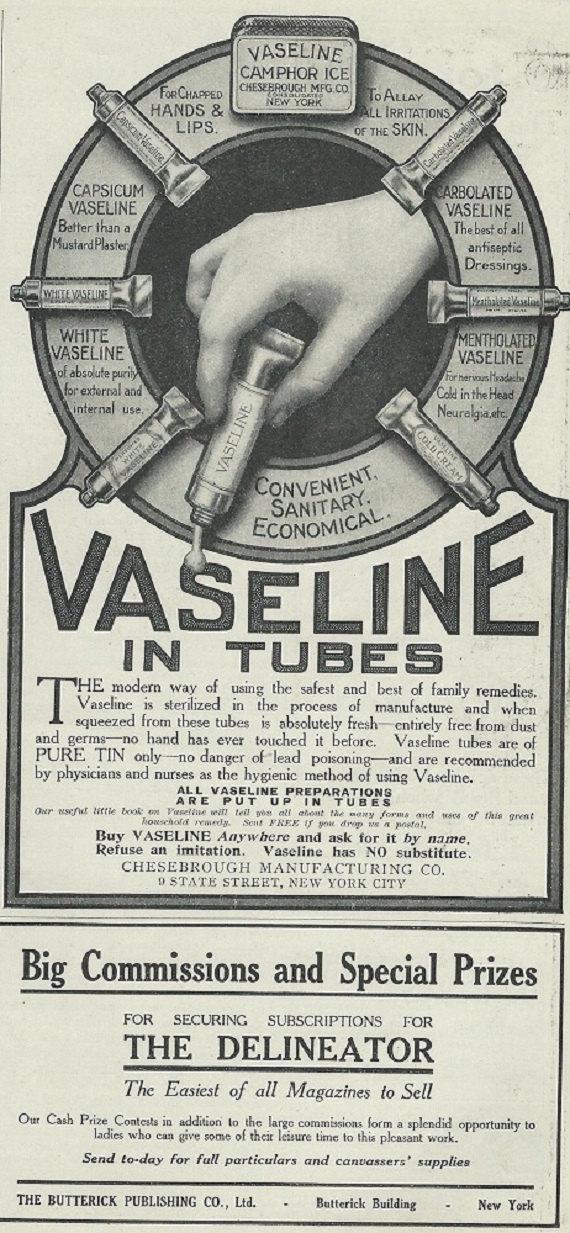 VASELINE
CAMPHOR ICE
CHESEBROUGH MFG.CO.
CONSOLIDATED
NEW YORK
FOR CHAPPED
HANDS &
LIPS.
TO ALLAY
ALL IRRITATIONS
OF THE SKIN.
Capsicum Vaseline
Carbolated Vaseline
CAPSICUM
VASELINE
Better than a
Mustard Plaster.
CARBOLATED
VASELINE
The best of all
antiseptic
Dressings.
WHITE VASELINE
Mentholated Vaseline
WHITE
VASELINE
of absolute purity
for external and
internal use.
MENTHOLATED
VASELINE
For nervous Headache
Cold in the Head
Neuralgia, etc.
WHITE
VASELINE
VASELINE
VASELINE
COLD CREAM
CONVENIENT,
SANITARY,
ECONOMICAL.
VASELINE
IN TUBES
THE modern way of using the safest and best of family remedies.
Vaseline is sterilized in the process of manufacture and when
squeezed from these tubes is absolutely fresh—entirely free from dust
and germs—no hand has ever touched it before. Vaseline tubes are of
PURE TIN only—no danger of lead poisoning—and are recommended
by physicians and nurses as the hygienic method of using Vaseline.
ALL VASELINE PREPARATIONS
ARE PUT UP IN TUBES
Our useful little book on Vaseline will tell you all about the many forms and uses of this great
household remedy. Sent FREE if you drop us a postal.
Buy VASELINE Anywhere and ask for it by name.
Refuse an imitation. Vaseline has NO substitute.
CHESEBROUGH MANUFACTURING CO.
9 STATE STREET, NEW YORK CITY
Big Commissions and Special Prizes
FOR SECURING SUBSCRIPTIONS FOR
THE DELINEATOR
The Easiest of all Magazines to Sell
Our Cash Prize Contests in addition to the large commissions form a splendid opportunity to
ladies who can give some of their leisure time to this pleasant work.
Send to-day for full particulars and canvassers' supplies
THE BUTTERICK PUBLISHING CO., Ltd. - Butterick Building - New York